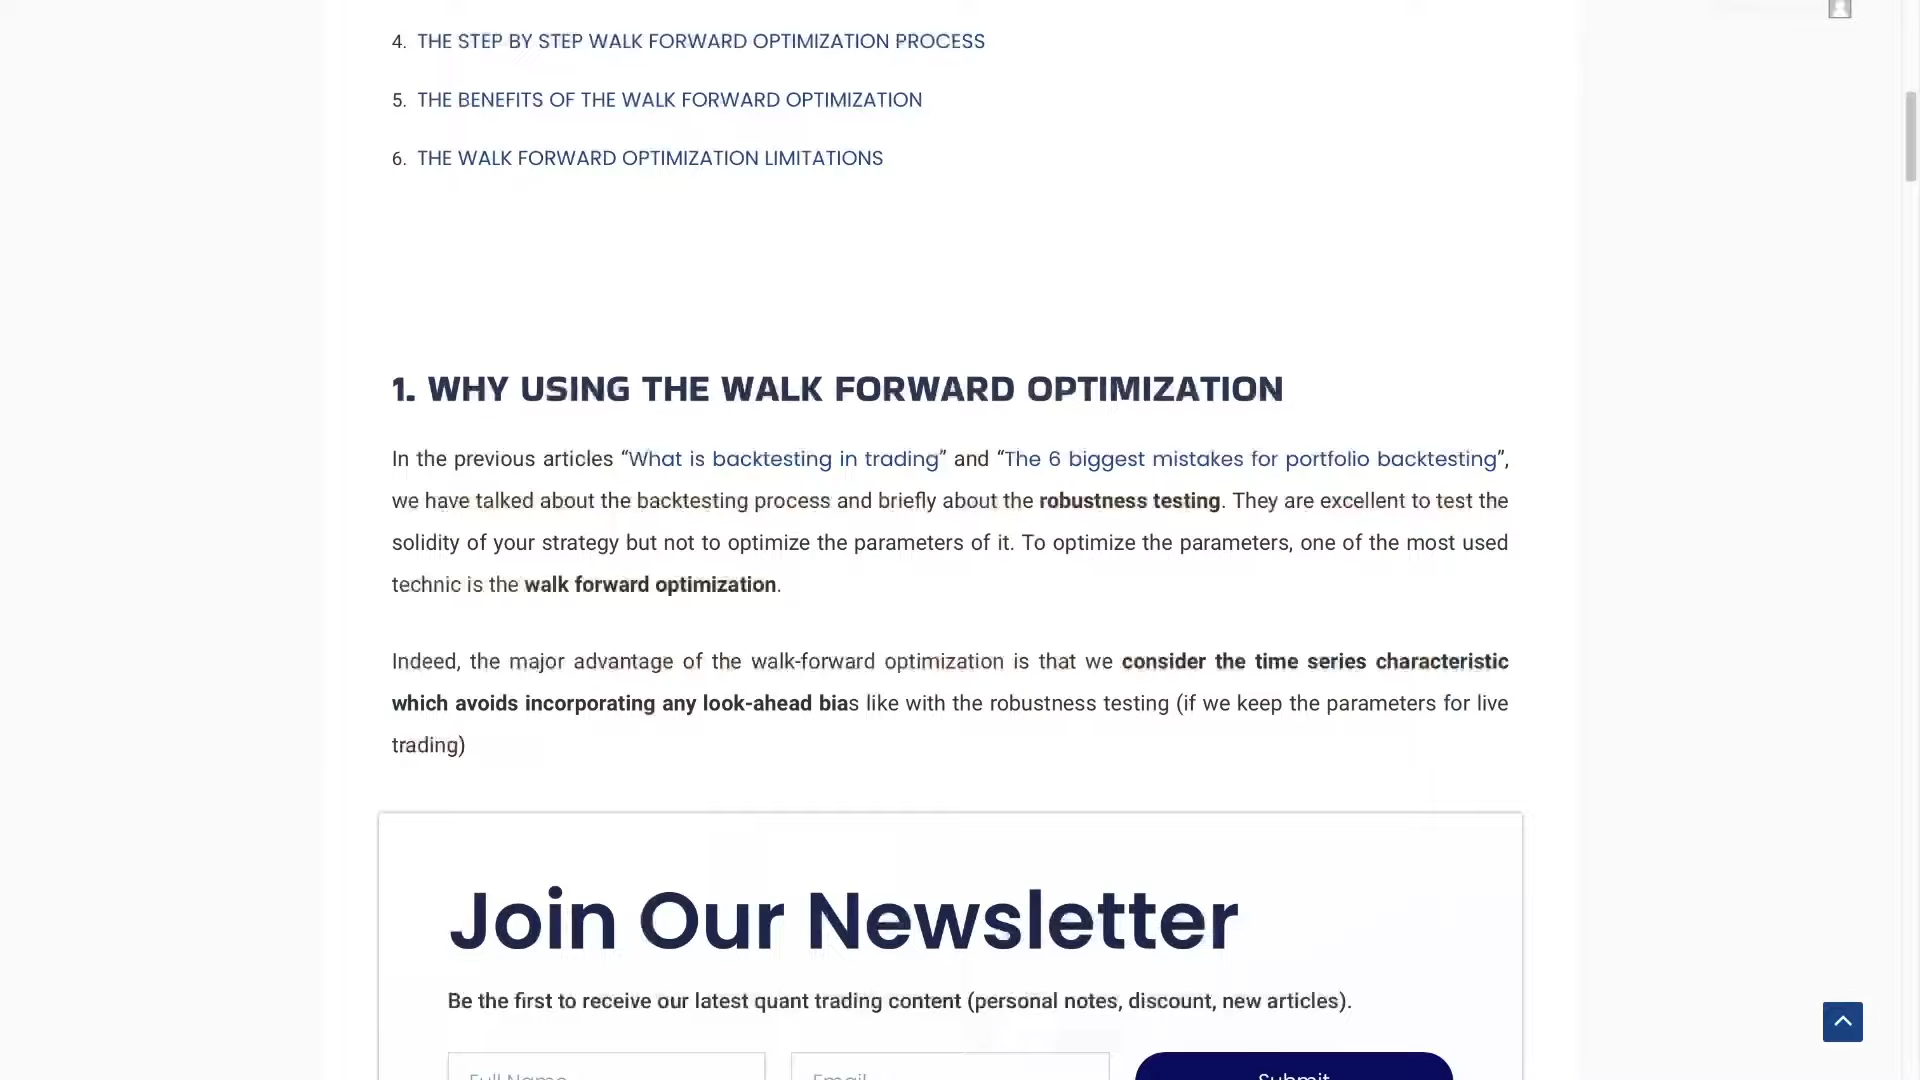 4. THE STEP BY STEP WALK FORWARD OPTIMIZATION PROCESS
5. THE BENEFITS OF THE WALK FORWARD OPTIMIZATION
6. THE WALK FORWARD OPTIMIZATION LIMITATIONS
1. WHY USING THE WALK FORWARD OPTIMIZATION
In the previous articles “What is backtesting in trading” and “The 6 biggest mistakes for portfolio backtesting”,
we have talked about the backtesting process and briefly about the robustness testing. They are excellent to test the
solidity of your strategy but not to optimize the parameters of it. To optimize the parameters, one of the most used
technic is the walk forward optimization.
Indeed, the major advantage of the walk-forward optimization is that we consider the time series characteristic
which avoids incorporating any look-ahead bias like with the robustness testing (if we keep the parameters for live
trading)
Join Our Newsletter
Be the first to receive our latest quant trading content (personal notes, discount, new articles).
Full Name Email Submit